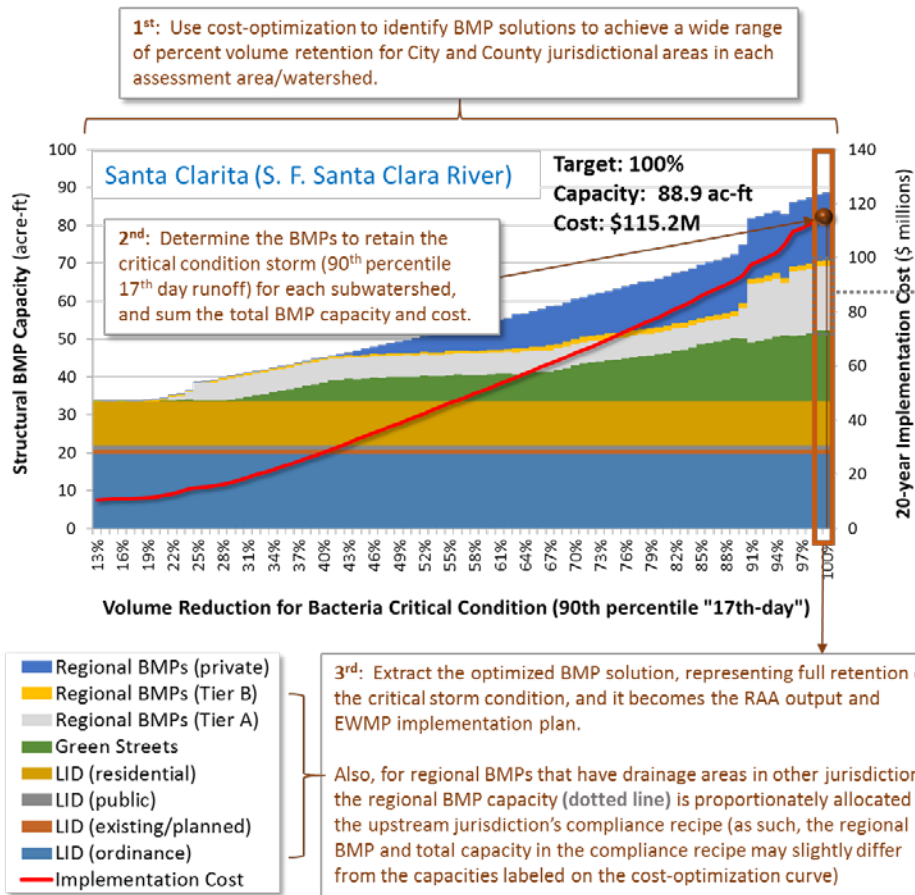 1st: Use cost-optimization to identify BMP solutions to achieve a wide range
of percent volume retention for City and County jurisdictional areas in each
assessment area/watershed.
Santa Clarita (S. F. Santa Clara River)
Target: 100%
Capacity: 88.9 ac-ft
Cost: $115.2M
2nd: Determine the BMPs to retain the
critical condition storm (90th percentile
17th day runoff) for each subwatershed,
and sum the total BMP capacity and cost.
Structural BMP Capacity (acre-ft)
100
90
80
70
60
50
40
30
20
10
0
20-year Implementation Cost ($ millions)
140
120
100
80
60
40
20
0
13%
16%
19%
22%
25%
28%
31%
34%
37%
40%
43%
46%
49%
52%
55%
58%
61%
64%
67%
70%
73%
76%
79%
82%
85%
88%
91%
94%
97%
100%
Volume Reduction for Bacteria Critical Condition (90th percentile "17th-day")
Regional BMPs (private)
Regional BMPs (Tier B)
Regional BMPs (Tier A)
Green Streets
LID (residential)
LID (public)
LID (existing/planned)
LID (ordinance)
Implementation Cost
3rd: Extract the optimized BMP solution, representing full retention
the critical storm condition, and it becomes the RAA output and
EWMP implementation plan.
Also, for regional BMPs that have drainage areas in other jurisdiction
the regional BMP capacity (dotted line) is proportionately allocated
the upstream jurisdiction's compliance recipe (as such, the regional
BMP and total capacity in the compliance recipe may slightly differ
from the capacities labeled on the cost-optimization curve)